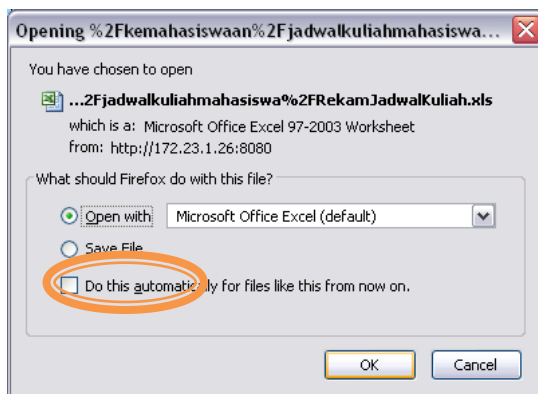 Opening %2Fkemahasiswaan%2Fjadwalkuliahmahasiswa...
You have chosen to open
...2Fjadwalkuliahmahasiswa%2FRekamJadwalKuliah.xls
which is a: Microsoft Office Excel 97-2003 Worksheet
from: http://172.23.1.26:8080
What should Firefox do with this file?
Open with
Microsoft Office Excel (default)
Save File
Do this automatically for files like this from now on.
OK
Cancel